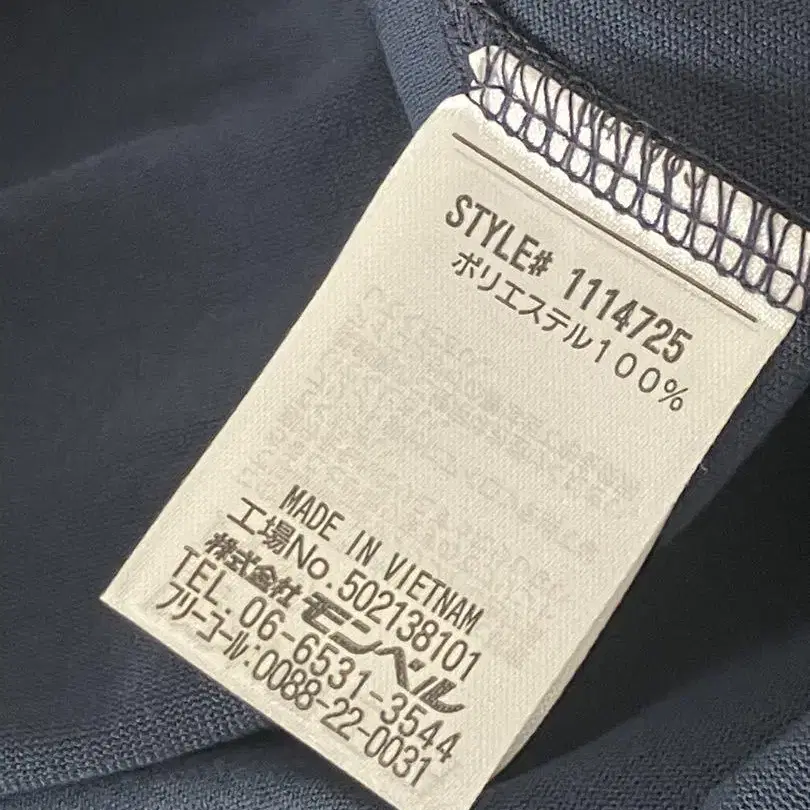 STYLE# 1114725
ポリエステル100%
MADE IN VIETNAM
工場No.502138101
株式会社 モンベル
TEL:06-6531-3544
フリーコール:0088-22-0031